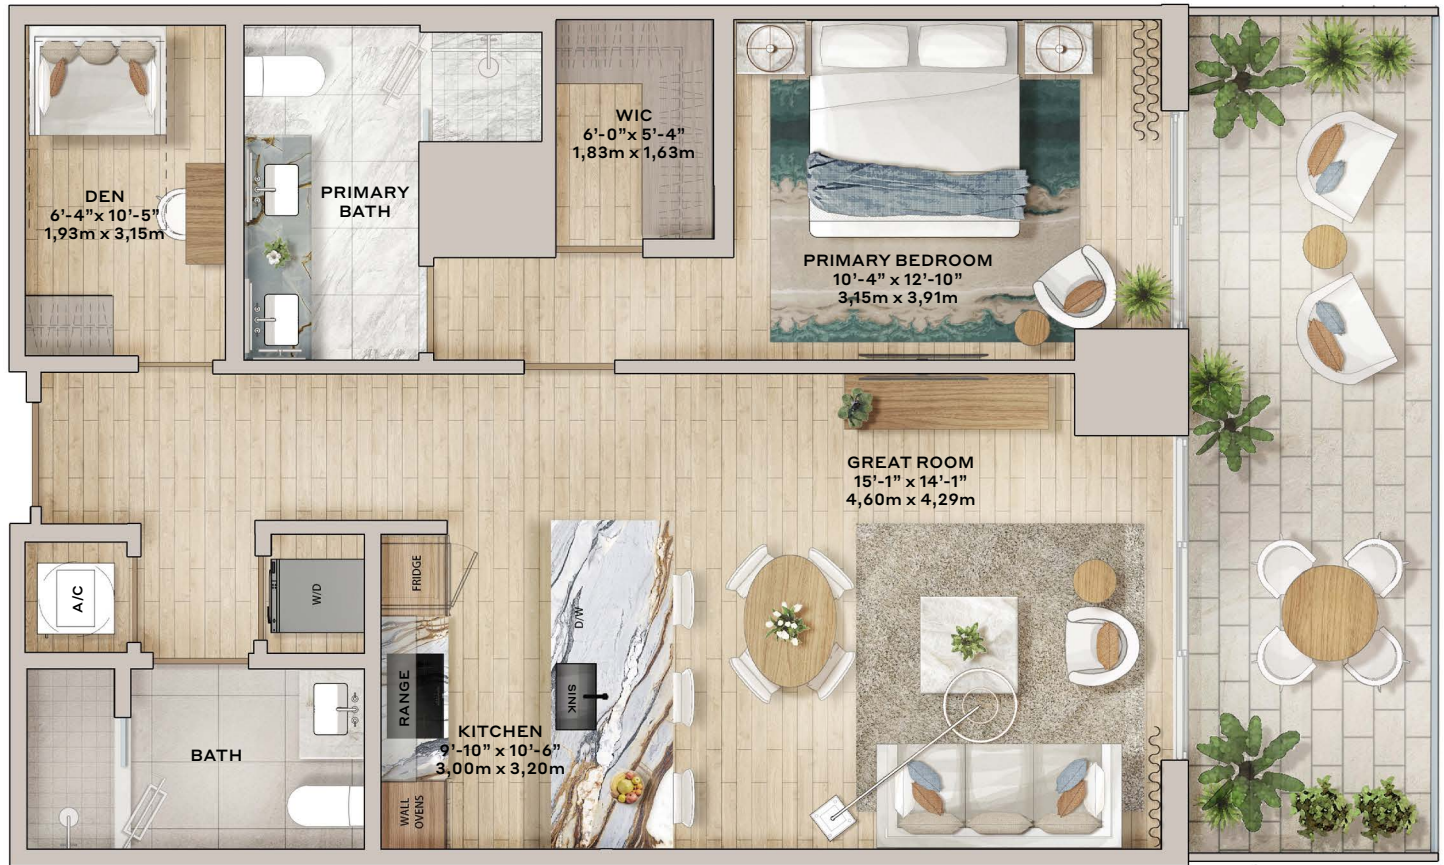 DEN
6'-4"x 10'-5"
1,93m x 3,15m
PRIMARY
BATH
WIC
6'-0"x 5'-4"
1,83m x 1,63m
PRIMARY BEDROOM
10'-4" x 12'-10"
3,15m x 3,91m
GREAT ROOM
15'-1" x 14'-1"
4,60m x 4,29m
A/C
W/D
FRIDGE
D/W
RANGE
SINK
KITCHEN
9'-10" x 10'-6"
3,00m x 3,20m
BATH
WALL
OVENS